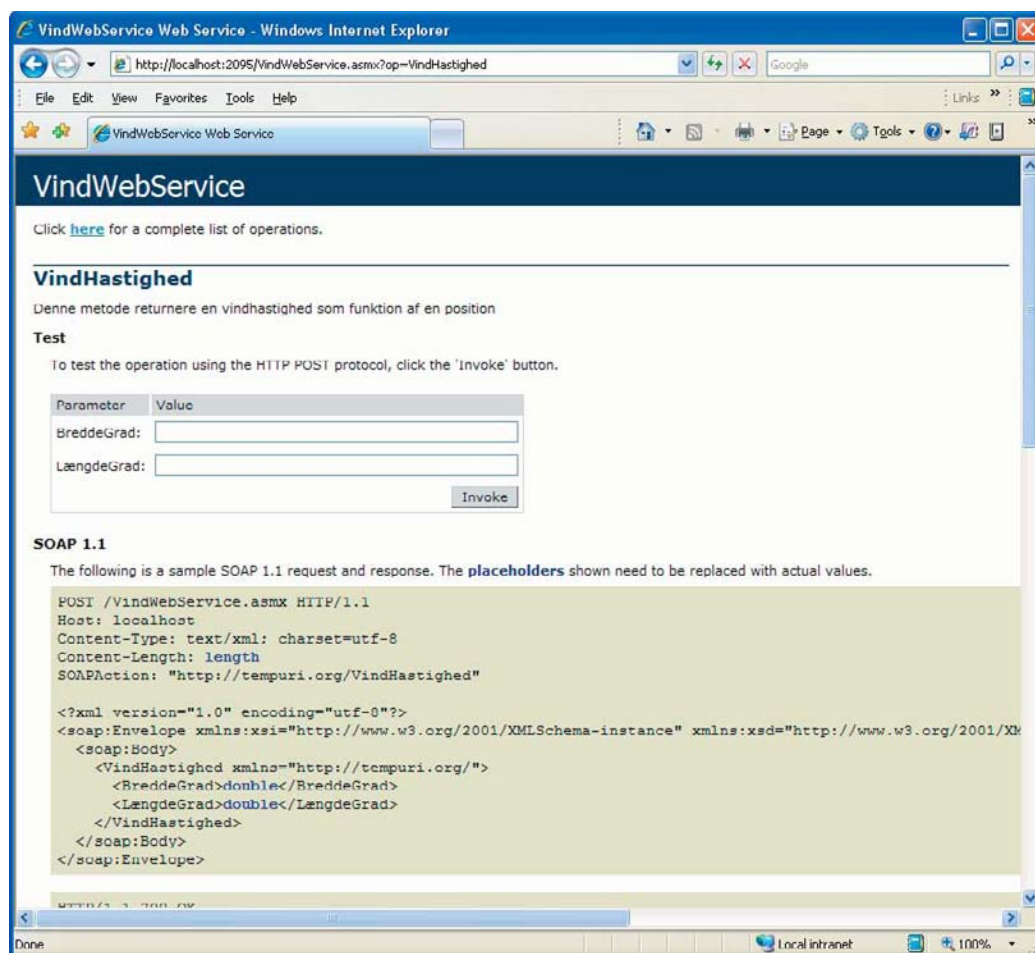 VindWebService Web Service - Windows Internet Explorer
http://localhost:2095/VindWebService.asmx?op=VindHastighed
Google
File Edit View Favorites Tools Help
Links »
VindWebService Web Service
Page Tools »
VindWebService
Click here for a complete list of operations.
VindHastighed
Denne metode returnere en vindhastighed som funktion af en position
Test
To test the operation using the HTTP POST protocol, click the 'Invoke' button.
Parameter Value
BreddeGrad:
LængdeGrad:
Invoke
SOAP 1.1
The following is a sample SOAP 1.1 request and response. The placeholders shown need to be replaced with actual values.
POST /VindWebService.asmx HTTP/1.1
Host: localhost
Content-Type: text/xml; charset=utf-8
Content-Length: length
SOAPAction: "http://tempuri.org/VindHastighed"
<?xml version="1.0" encoding="utf-8"?>
<soap:Envelope xmlns:xsi="http://www.w3.org/2001/XMLSchema-instance" xmlns:xsd="http://www.w3.org/2001/XM
<soap:Body>
<VindHastighed xmlns="http://tempuri.org/">
<BreddeGrad>double</BreddeGrad>
<LængdeGrad>double</LængdeGrad>
</VindHastighed>
</soap:Body>
</soap:Envelope>
HTTP/1.1 200 OK
Done
Local intranet
100%